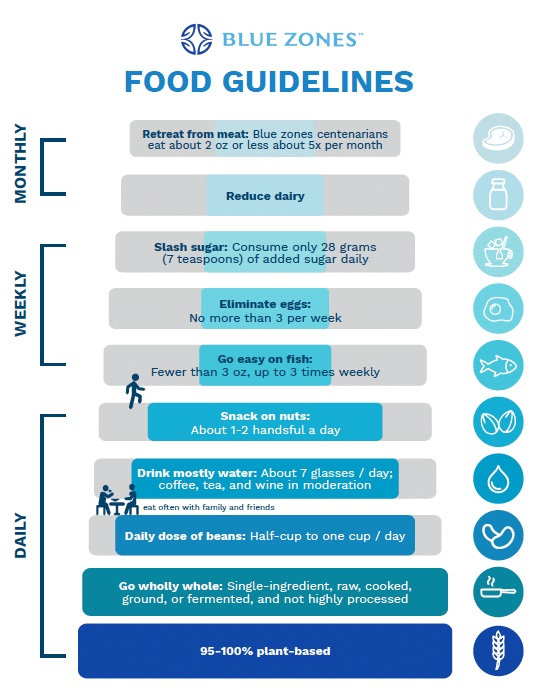 BLUE ZONES™
FOOD GUIDELINES
MONTHLY
Retreat from meat: Blue zones centenarians
eat about 2 oz or less about 5x per month
Reduce dairy
WEEKLY
Slash sugar: Consume only 28 grams
(7 teaspoons) of added sugar daily
Eliminate eggs:
No more than 3 per week
Go easy on fish:
Fewer than 3 oz, up to 3 times weekly
DAILY
Snack on nuts:
About 1-2 handsful a day
Drink mostly water: About 7 glasses / day;
coffee, tea, and wine in moderation
eat often with family and friends
Daily dose of beans: Half-cup to one cup / day
Go wholly whole: Single-ingredient, raw, cooked,
ground, or fermented, and not highly processed
95-100% plant-based